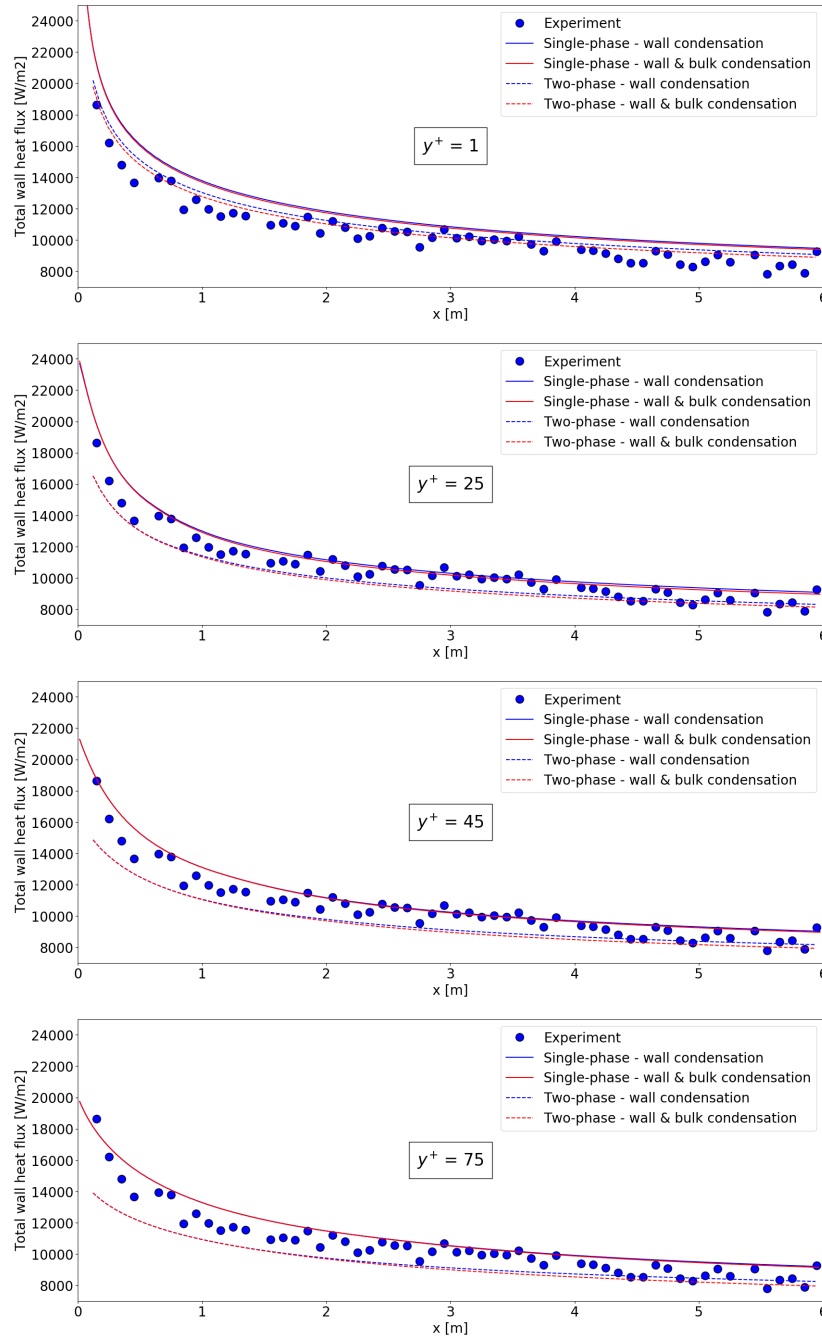 24000
22000
20000
18000
16000
14000
12000
10000
8000
Total wall heat flux [W/m2]
Experiment
Single-phase - wall condensation
Single-phase - wall & bulk condensation
Two-phase - wall condensation
Two-phase - wall & bulk condensation
y+ = 1
0 1 2 3 4 5 6
x [m]
24000
22000
20000
18000
16000
14000
12000
10000
8000
Total wall heat flux [W/m2]
Experiment
Single-phase - wall condensation
Single-phase - wall & bulk condensation
Two-phase - wall condensation
Two-phase - wall & bulk condensation
y+ = 25
0 1 2 3 4 5 6
x [m]
24000
22000
20000
18000
16000
14000
12000
10000
8000
Total wall heat flux [W/m2]
Experiment
Single-phase - wall condensation
Single-phase - wall & bulk condensation
Two-phase - wall condensation
Two-phase - wall & bulk condensation
y+ = 45
0 1 2 3 4 5 6
x [m]
24000
22000
20000
18000
16000
14000
12000
10000
8000
Total wall heat flux [W/m2]
Experiment
Single-phase - wall condensation
Single-phase - wall & bulk condensation
Two-phase - wall condensation
Two-phase - wall & bulk condensation
y+ = 75
0 1 2 3 4 5 6
x [m]